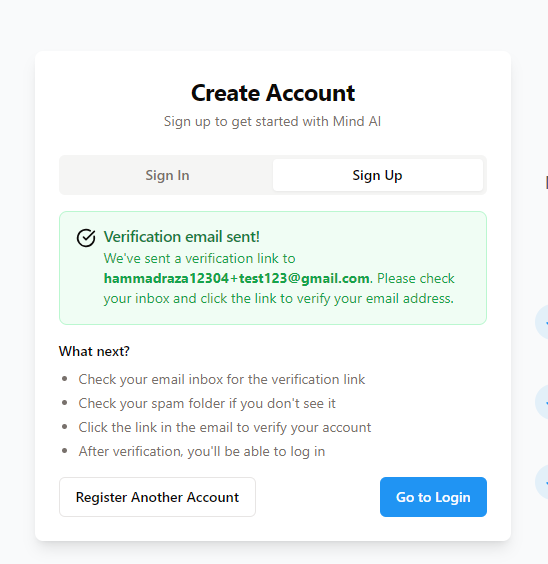 Create Account
Sign up to get started with Mind AI
Sign In
Sign Up
Verification email sent!
We've sent a verification link to
hammadraza12304+test123@gmail.com. Please check
your inbox and click the link to verify your email address.
What next?
Check your email inbox for the verification link
Check your spam folder if you don't see it
Click the link in the email to verify your account
After verification, you'll be able to log in
Register Another Account
Go to Login